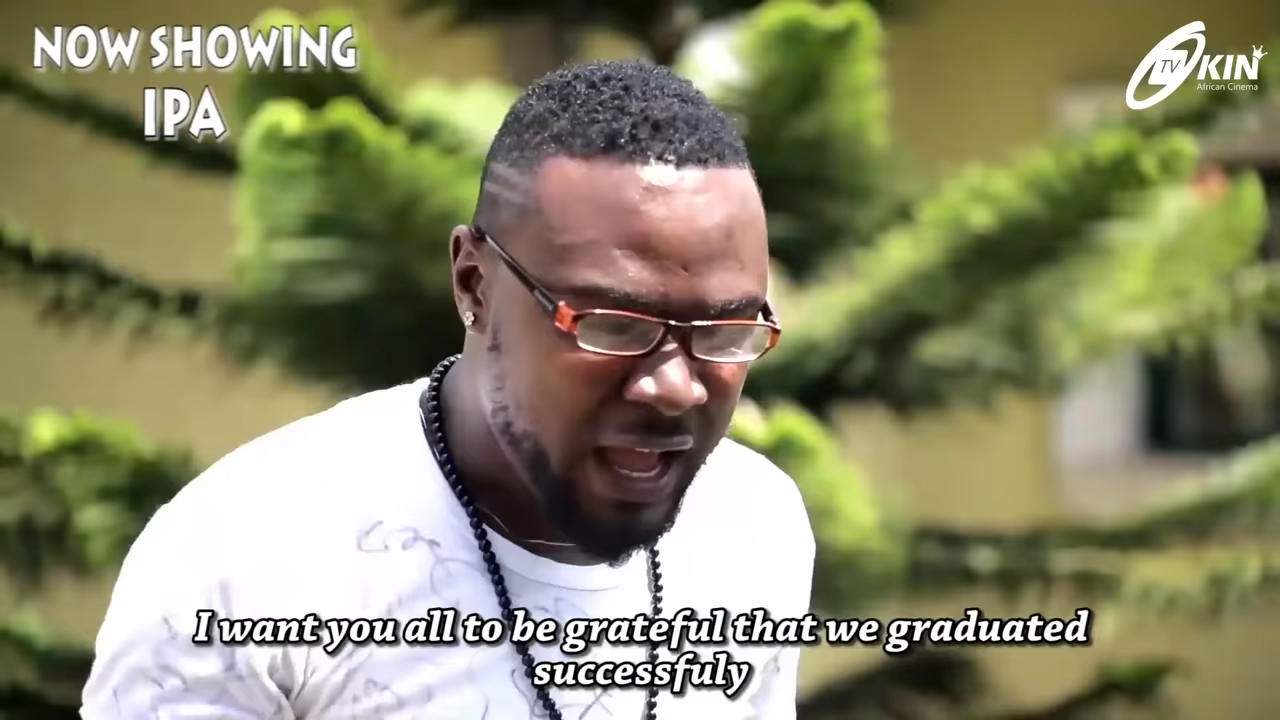 NOW SHOWING
IPA
TV
KIN
African Cinema
I want you all to be grateful that we graduated
successfuly